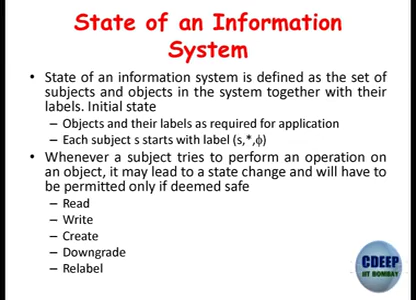 State of an Information
System
• State of an information system is defined as the set of
subjects and objects in the system together with their
labels. Initial state
– Objects and their labels as required for application
– Each subject s starts with label (s,*,ϕ)
• Whenever a subject tries to perform an operation on
an object, it may lead to a state change and will have to
be permitted only if deemed safe
– Read
– Write
– Create
– Downgrade
– Relabel
CDEEP
IIT BOMBAY